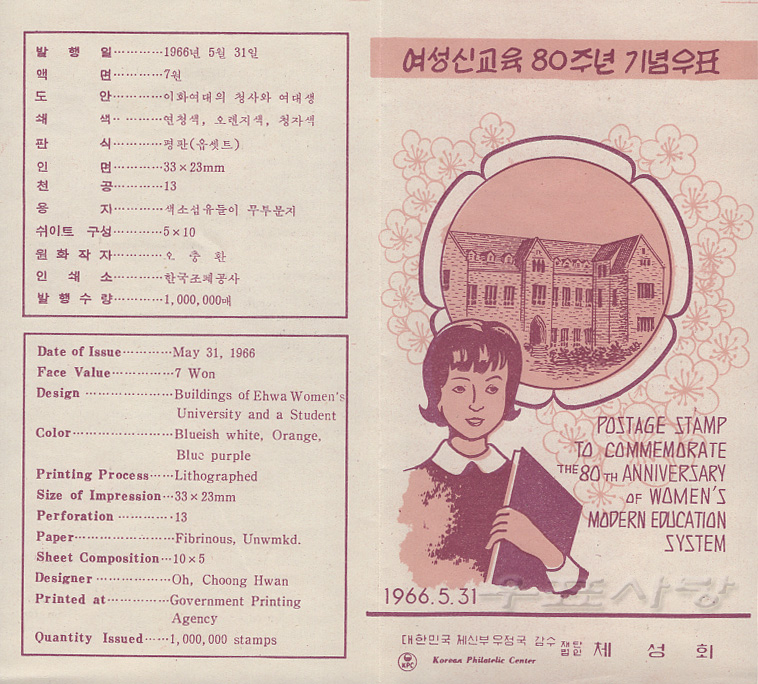 발 행 일············1966년 5월 31일
액 면············7원
도 안············이화여대의 청사와 여대생
쇄 색·· ·········연청색, 오렌지색, 청자색
판 식············평판(옵셋트)
인 면············33×23mm
천 공············13
용 지············색소섬유들이 무투문지
쉬이트 구성············5×10
원 화 작 자············오 충 환
인 쇄 소············한국조폐공사
발 행 수 량············1,000,000매
Date of Issue············May 31, 1966
Face Value············7 Won
Design ············Buildings of Ehwa Women's
University and a Student
Color············Blueish white, Orange,
Blue purple
Printing Process······Lithographed
Size of Impression···33×23mm
Perforation ············13
Paper············Fibrinous, Unwmkd.
Sheet Composition···10×5
Designer ············Oh, Choong Hwan
Printed at············Government Printing
Agency
Quantity Issued······1,000,000 stamps
여성신교육 80주년 기념우표
POSTAGE STAMP
TO COMMEMORATE
THE 80TH ANNIVERSARY
OF WOMEN'S
MODERN EDUCATION
SYSTEM
1966.5.31
우표사랑
대한민국 체신부우정국 감수 재단법인 체 성 회
KPC Korean Philatelic Center